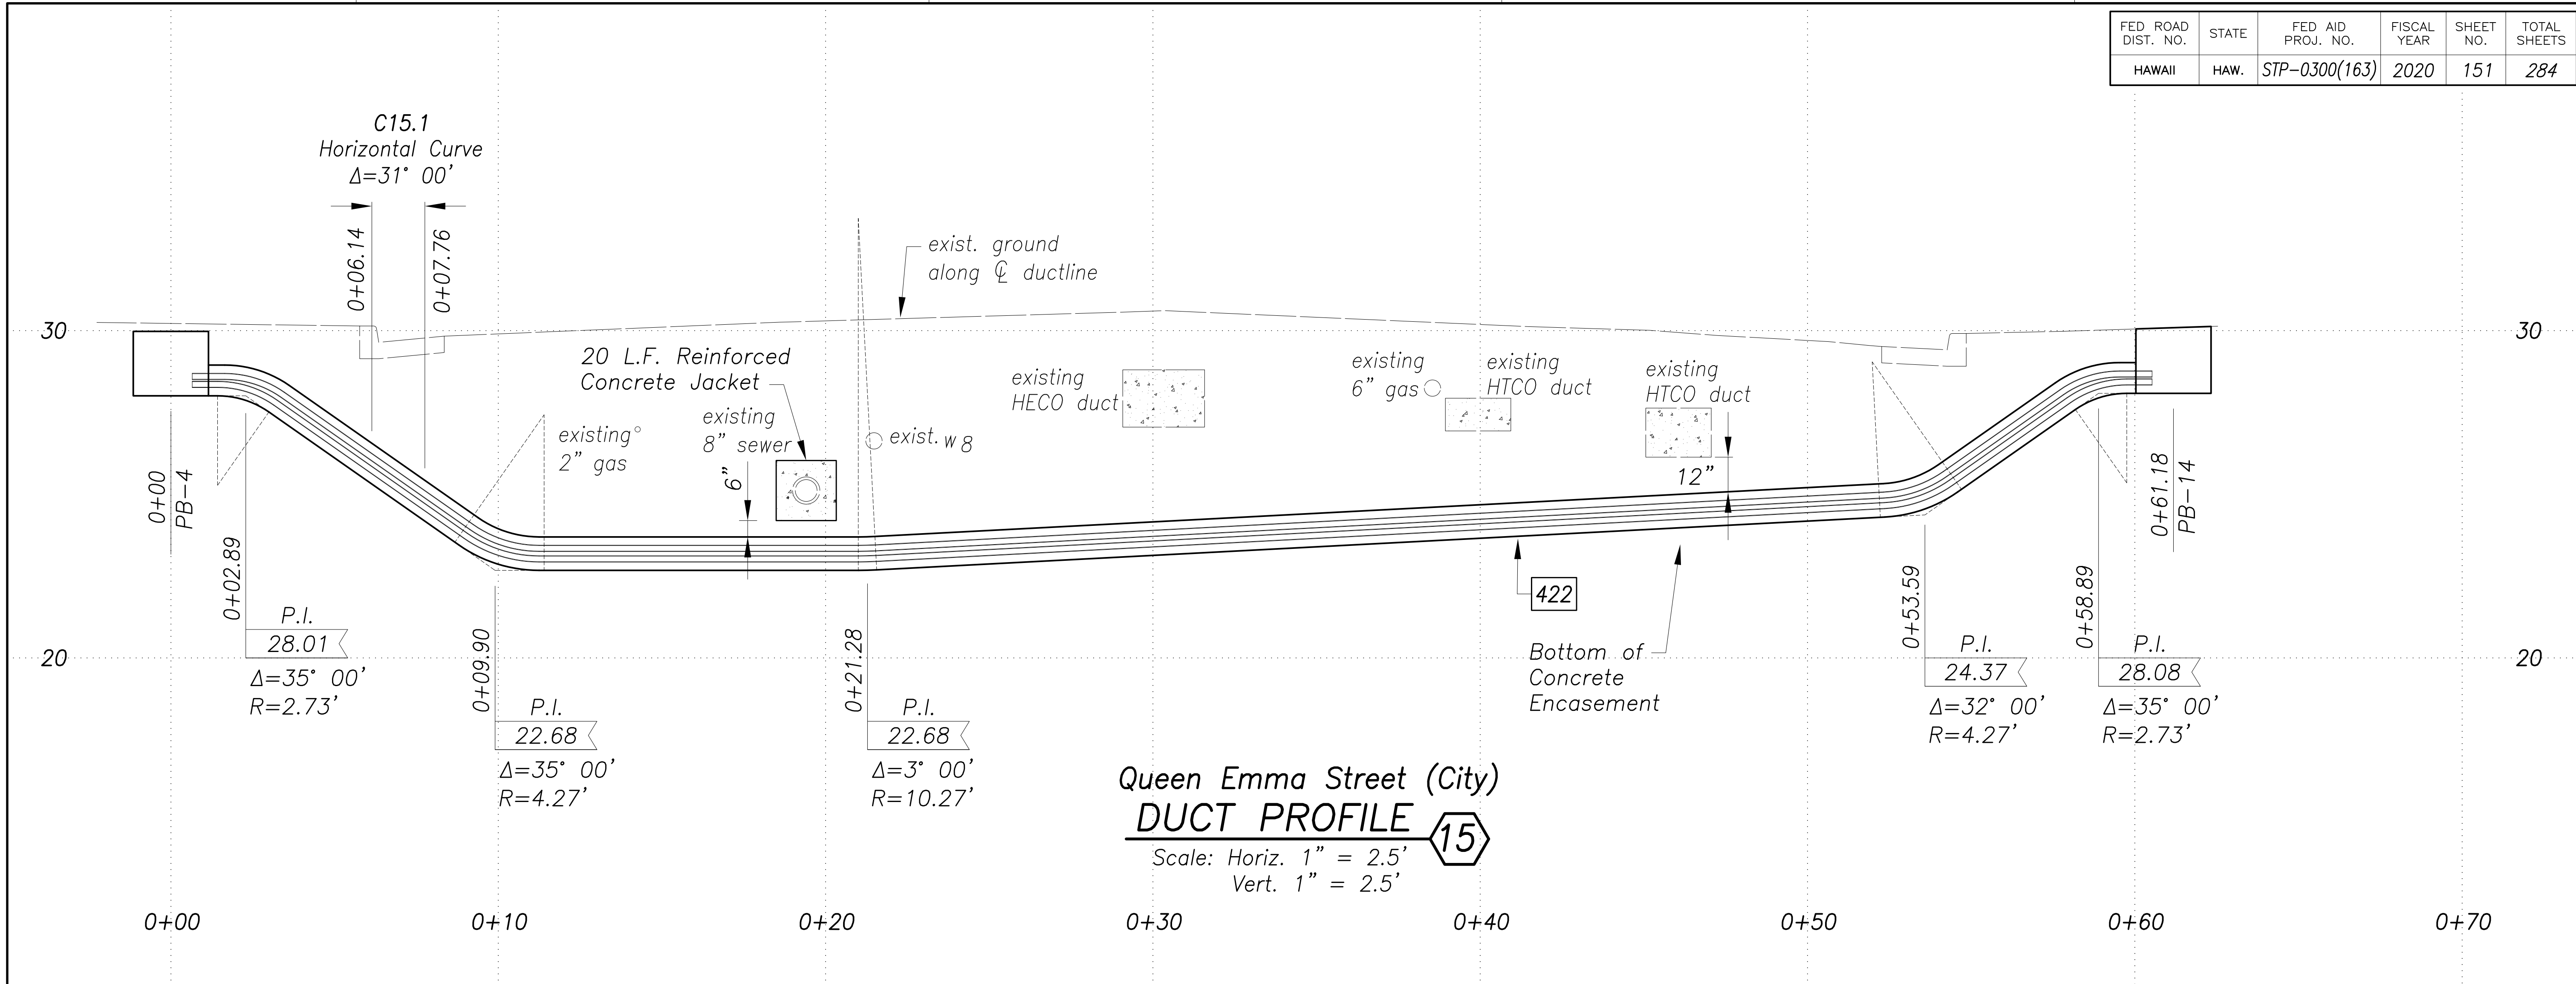 FED ROAD DIST. NO.
STATE
FED AID PROJ. NO.
FISCAL YEAR
SHEET NO.
TOTAL SHEETS
HAWAII
HAW.
STP-0300(163)
2020
151
284
C15.1
Horizontal Curve
Δ=31° 00'
0+06.14
0+07.76
exist. ground
along ℄ ductline
30
30
20 L.F. Reinforced
Concrete Jacket
existing
2" gas
existing
8" sewer
6"
exist. W8
existing
HECO duct
existing
6" gas
existing
HTCO duct
existing
HTCO duct
12"
0+00
PB-4
0+61.18
PB-14
422
Bottom of
Concrete
Encasement
20
20
0+02.89
P.I.
28.01
Δ=35° 00'
R=2.73'
0+09.90
P.I.
22.68
Δ=35° 00'
R=4.27'
0+21.28
P.I.
22.68
Δ=3° 00'
R=10.27'
0+53.59
P.I.
24.37
Δ=32° 00'
R=4.27'
0+58.89
P.I.
28.08
Δ=35° 00'
R=2.73'
Queen Emma Street (City)
DUCT PROFILE 15
Scale: Horiz. 1" = 2.5'
Vert. 1" = 2.5'
0+00
0+10
0+20
0+30
0+40
0+50
0+60
0+70